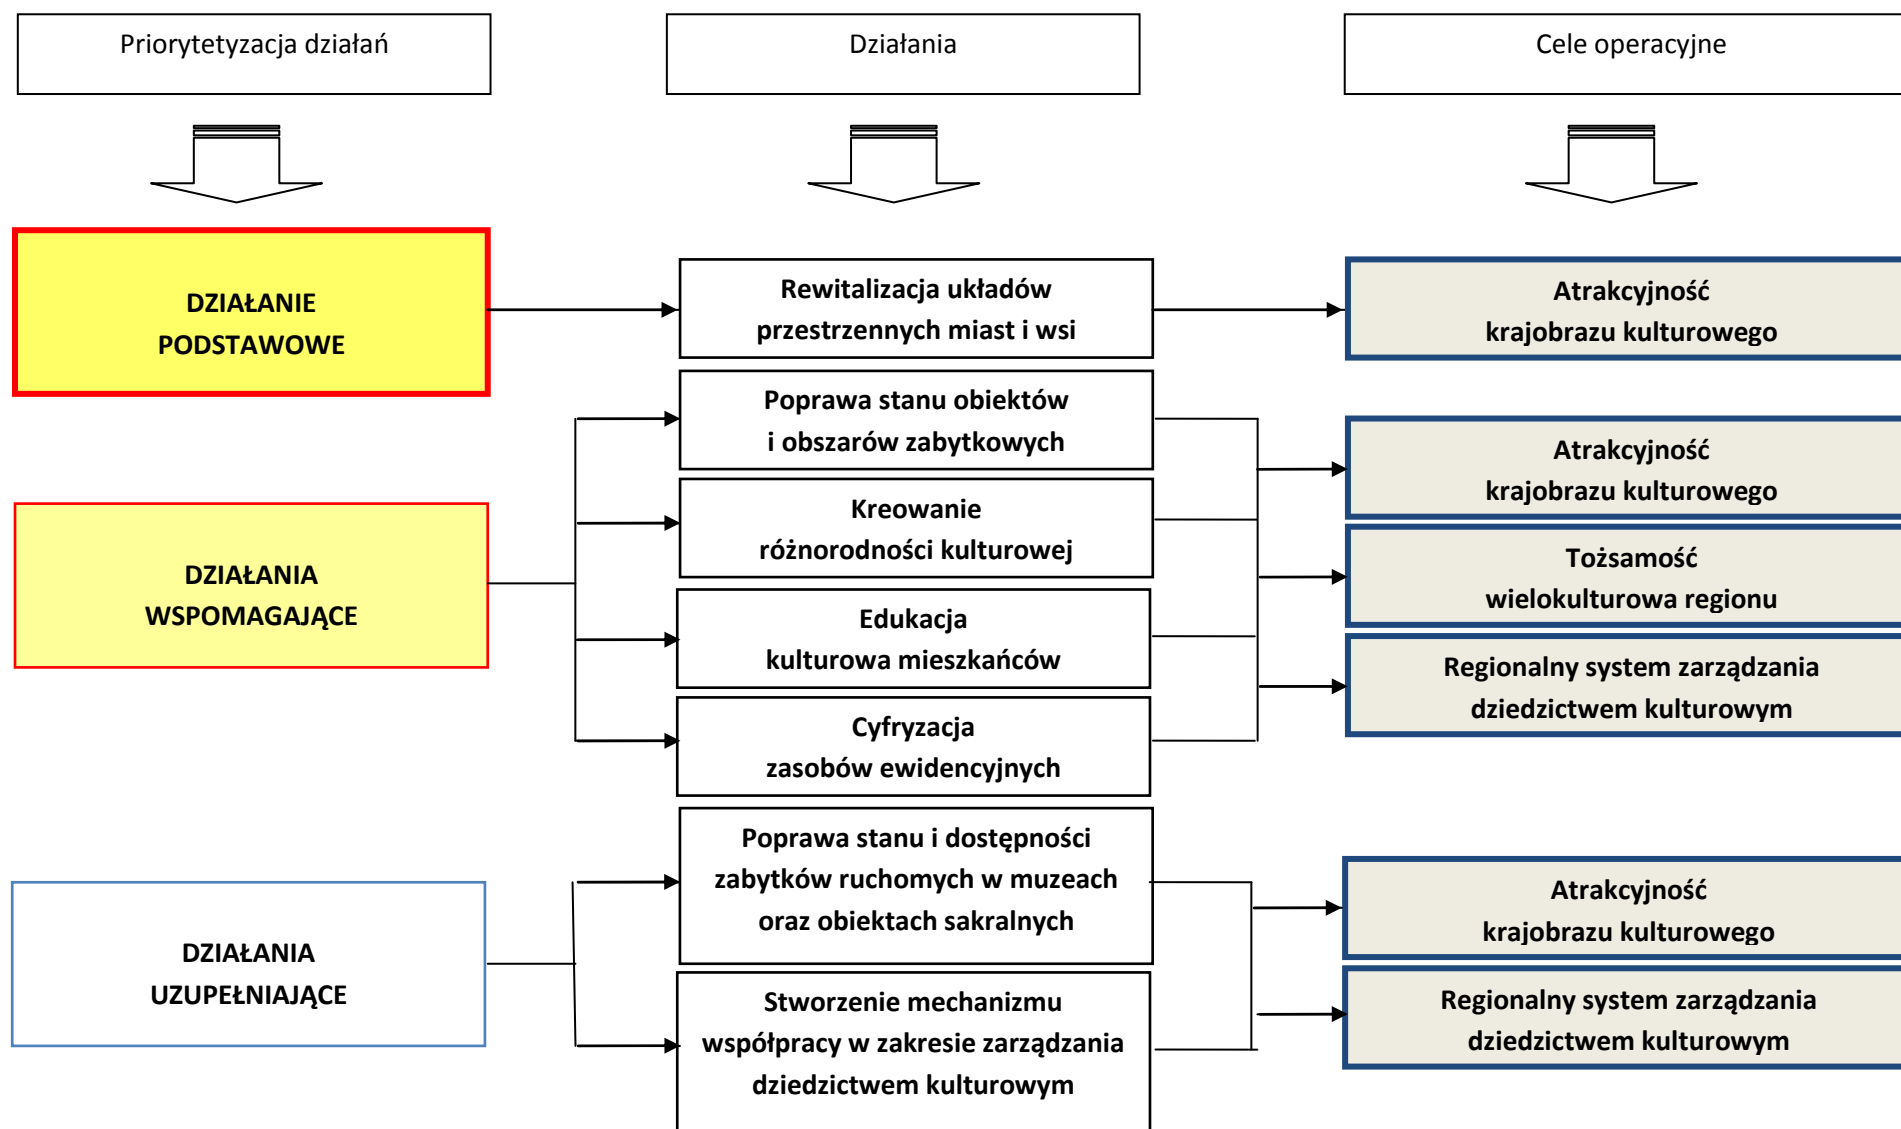 Priorytetyzacja działań
Działania
Cele operacyjne
DZIAŁANIE
PODSTAWOWE
Rewitalizacja układów
przestrzennych miast i wsi
Atrakcyjność
krajobrazu kulturowego
DZIAŁANIA
WSPOMAGAJĄCE
Poprawa stanu obiektów
i obszarów zabytkowych
Kreowanie
różnorodności kulturowej
Edukacja
kulturowa mieszkańców
Cyfryzacja
zasobów ewidencyjnych
Atrakcyjność
krajobrazu kulturowego
Tożsamość
wielokulturowa regionu
Regionalny system zarządzania
dziedzictwem kulturowym
DZIAŁANIA
UZUPEŁNIAJĄCE
Poprawa stanu i dostępności
zabytków ruchomych w muzeach
oraz obiektach sakralnych
Stworzenie mechanizmu
współpracy w zakresie zarządzania
dziedzictwem kulturowym
Atrakcyjność
krajobrazu kulturowego
Regionalny system zarządzania
dziedzictwem kulturowym